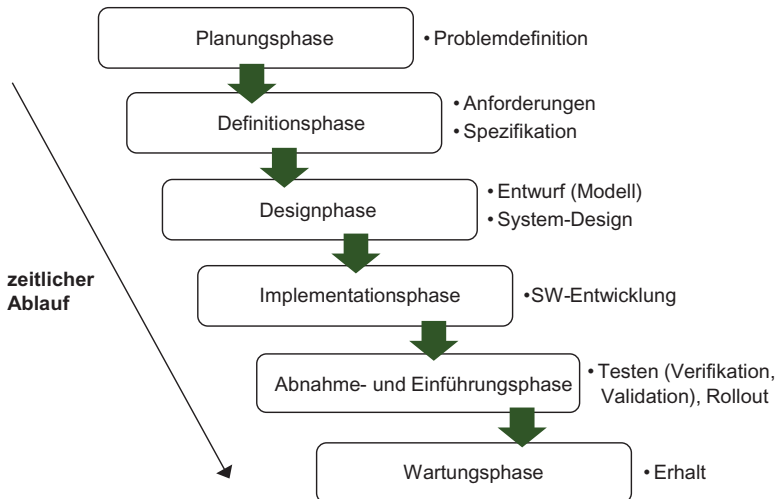 Planungsphase
• Problemdefinition
Definitionsphase
• Anforderungen
• Spezifikation
Designphase
• Entwurf (Modell)
• System-Design
zeitlicher
Ablauf
Implementationsphase
• SW-Entwicklung
Abnahme- und Einführungsphase
• Testen (Verifikation,
Validation), Rollout
Wartungsphase
• Erhalt